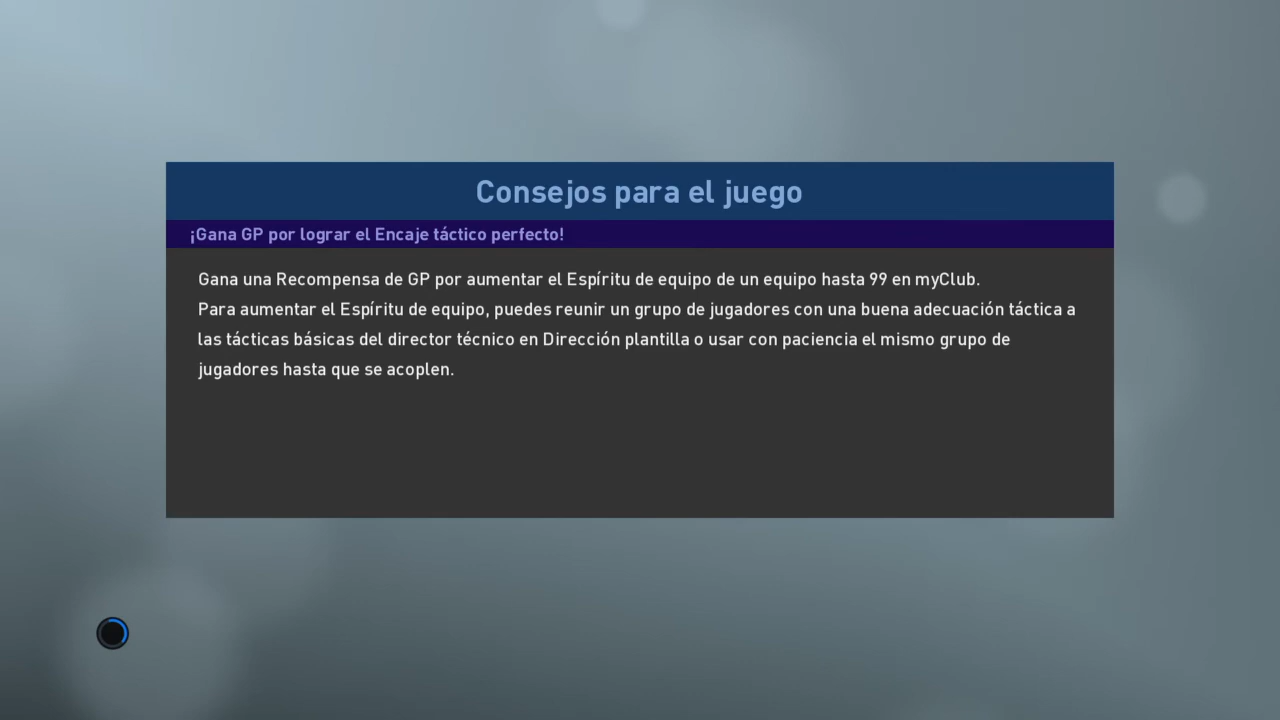 Consejos para el juego
¡Gana GP por lograr el Encaje táctico perfecto!
Gana una Recompensa de GP por aumentar el Espíritu de equipo de un equipo hasta 99 en myClub.
Para aumentar el Espíritu de equipo, puedes reunir un grupo de jugadores con una buena adecuación táctica a
las tácticas básicas del director técnico en Dirección plantilla o usar con paciencia el mismo grupo de
jugadores hasta que se acoplen.